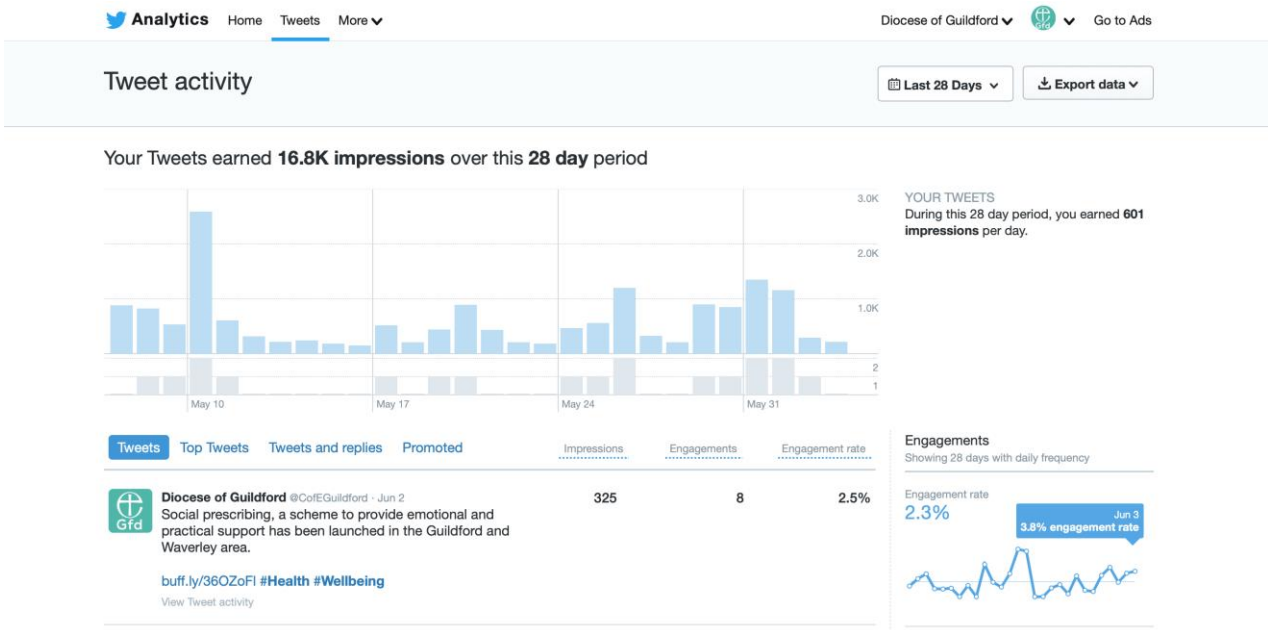 Analytics Home Tweets More Diocese of Guildford Gfd Go to Ads
Tweet activity
Last 28 Days Export data
Your Tweets earned 16.8K impressions over this 28 day period
3.0K
2.0K
1.0K
2
1
May 10 May 17 May 24 May 31
YOUR TWEETS
During this 28 day period, you earned 601
impressions per day.
Tweets Top Tweets Tweets and replies Promoted Impressions Engagements Engagement rate
Gfd
Diocese of Guildford @CofEGuildford · Jun 2 325 8 2.5%
Social prescribing, a scheme to provide emotional and
practical support has been launched in the Guildford and
Waverley area.
buff.ly/36OZoFl #Health #Wellbeing
View Tweet activity
Engagements
Showing 28 days with daily frequency
Engagement rate
2.3%
Jun 3
3.8% engagement rate